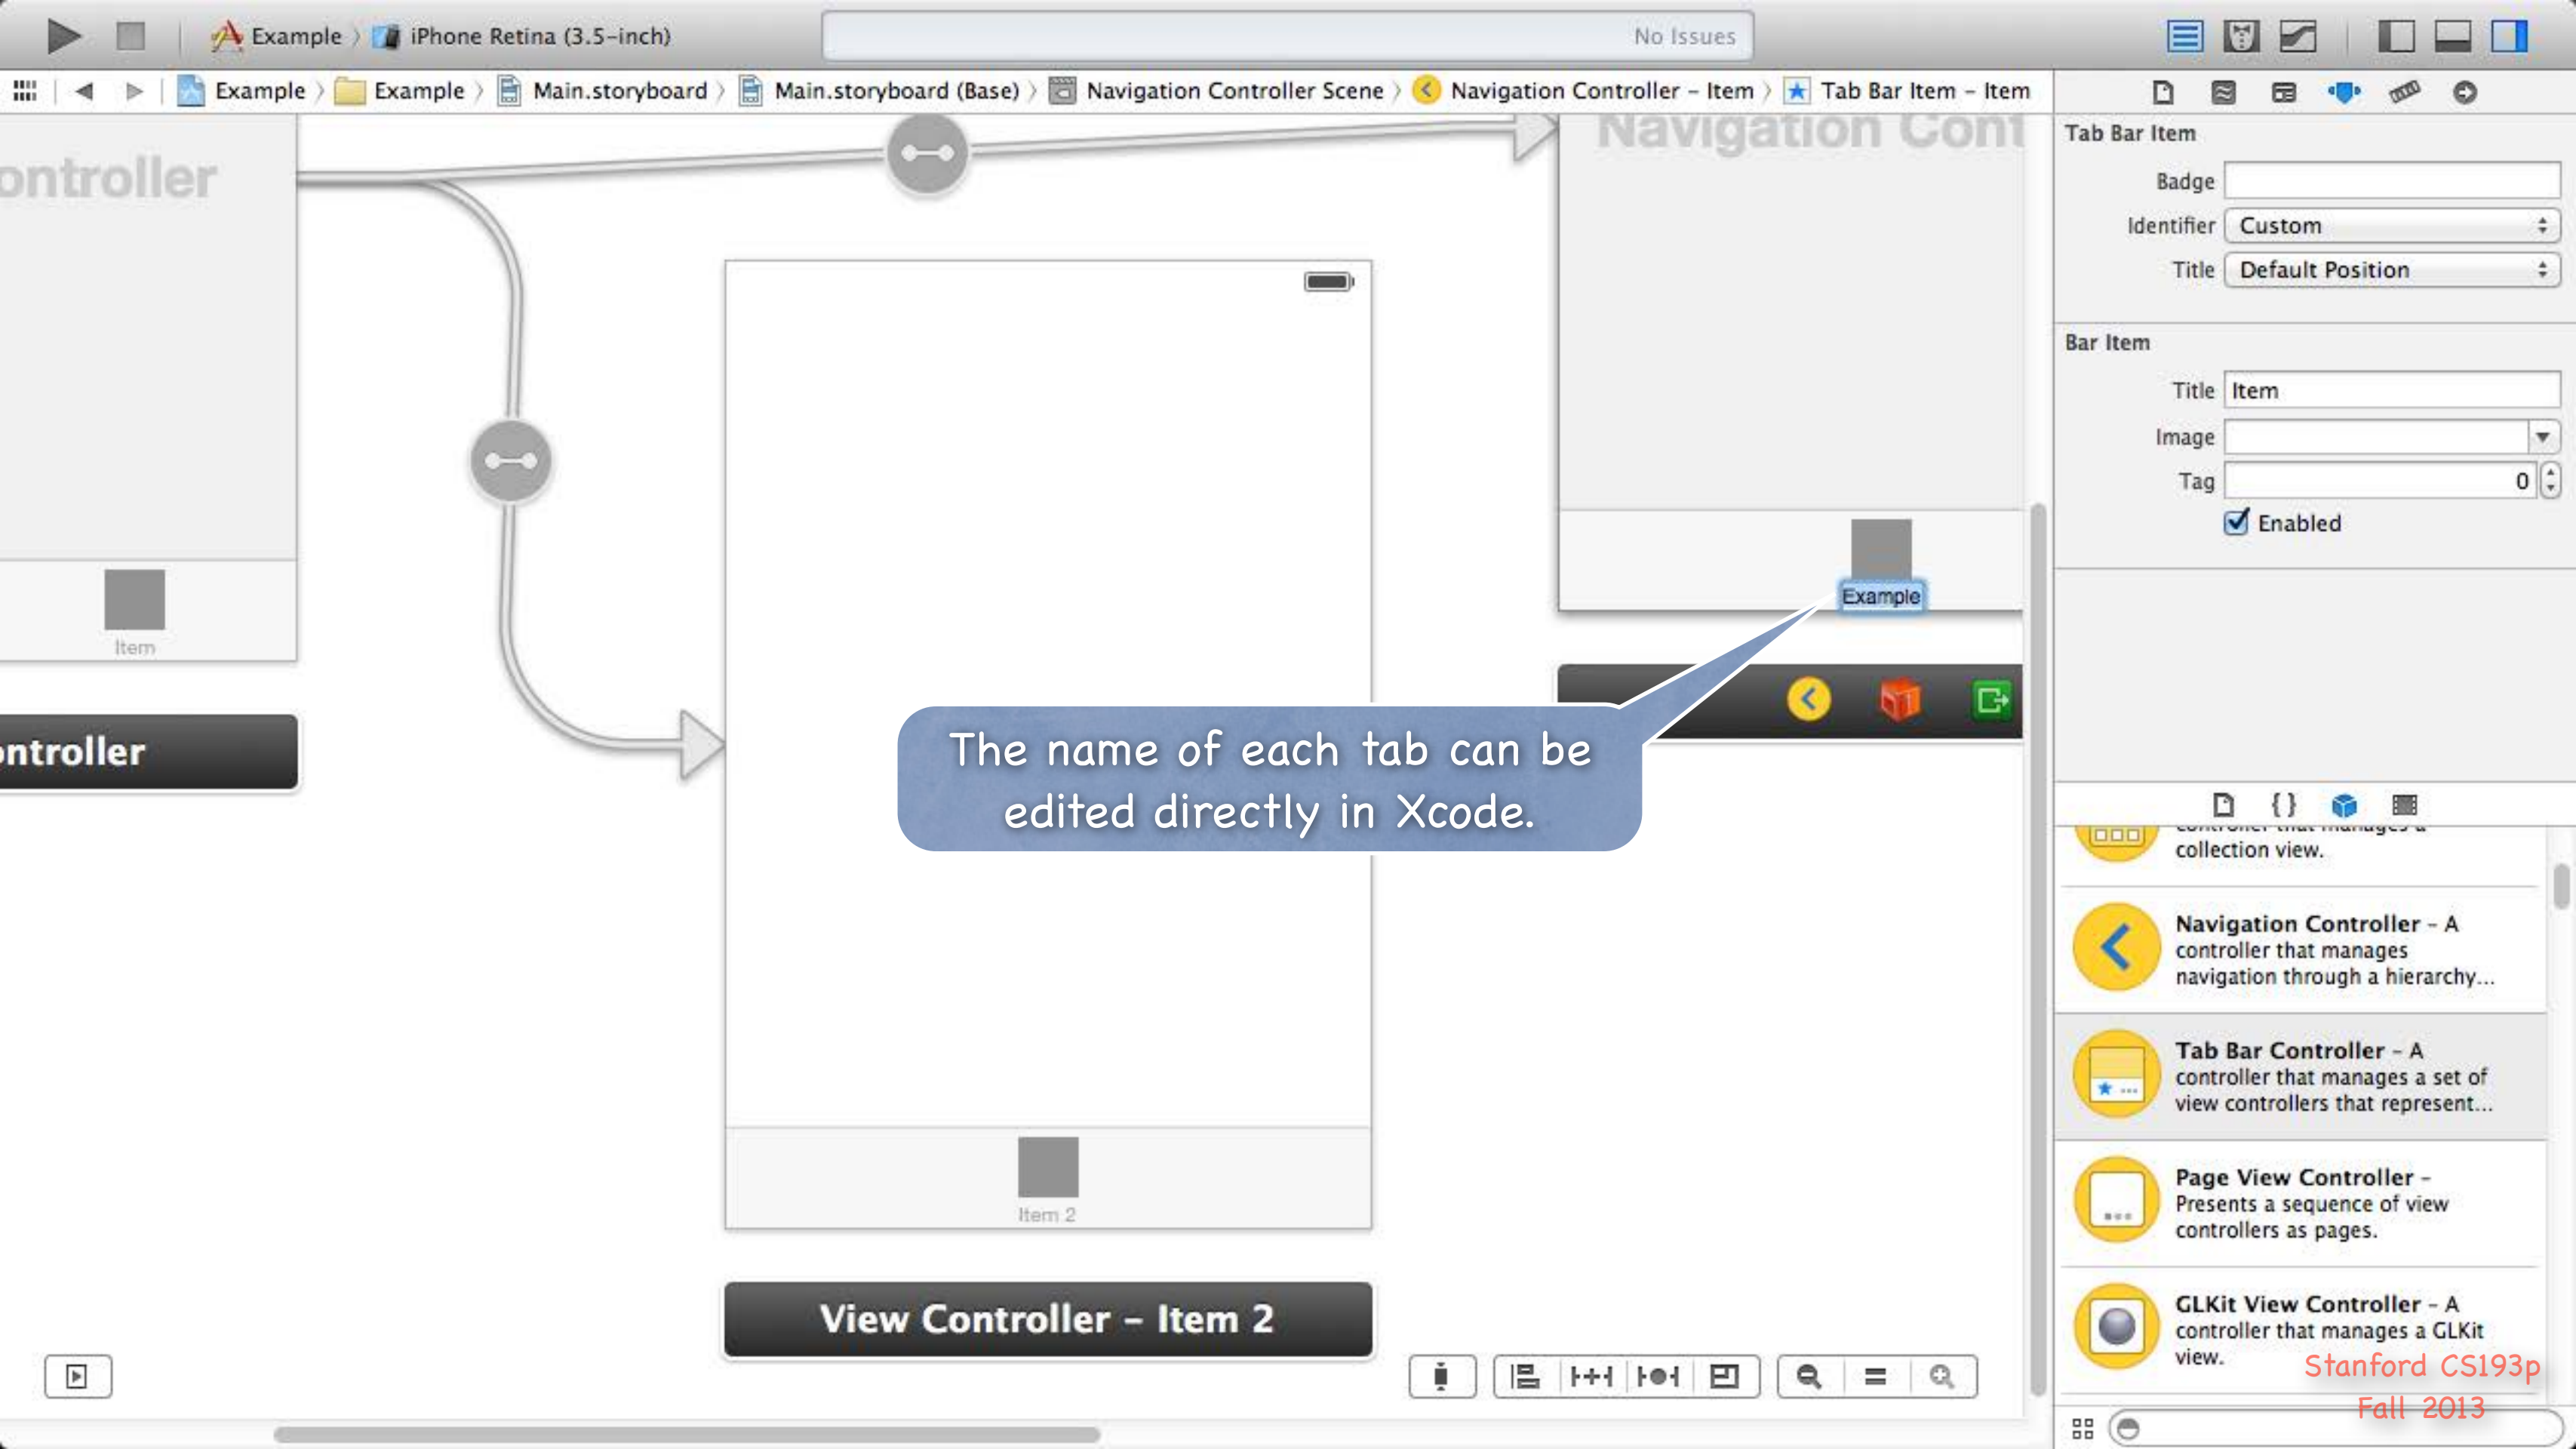 Example
iPhone Retina (3.5-inch)
No Issues
Example
Example
Main.storyboard
Main.storyboard (Base)
Navigation Controller Scene
Navigation Controller - Item
Tab Bar Item - Item
ontroller
Navigation Cont
Tab Bar Item
Badge
Identifier Custom
Title Default Position
Bar Item
Title Item
Image
Tag 0
Enabled
Item
Example
ontroller
The name of each tab can be
edited directly in Xcode.
Item 2
View Controller - Item 2
collection view.
Navigation Controller - A
controller that manages
navigation through a hierarchy...
Tab Bar Controller - A
controller that manages a set of
view controllers that represent...
Page View Controller -
Presents a sequence of view
controllers as pages.
GLKit View Controller - A
controller that manages a GLKit
view.
Stanford CS193p
Fall 2013